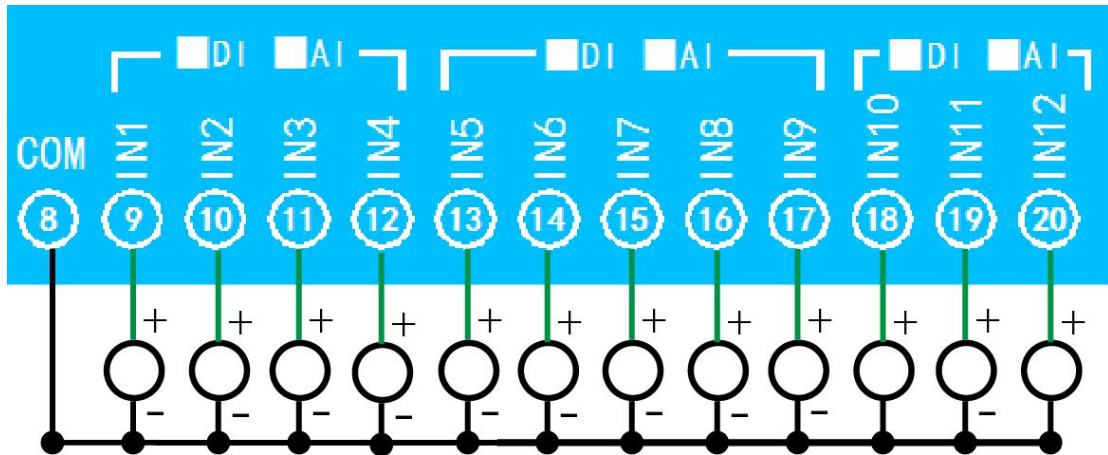 ■DI ■AI ■DI ■AI ■DI ■AI
COM IN1 IN2 IN3 IN4 IN5 IN6 IN7 IN8 IN9 IN10 IN11 IN12
8 9 10 11 12 13 14 15 16 17 18 19 20
+ + + + + + + + + + + +
- - - - - - - - - - -